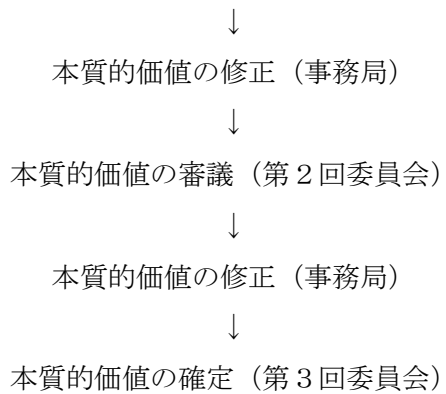 ↓
本質的価値の修正（事務局）
↓
本質的価値の審議（第２回委員会）
↓
本質的価値の修正（事務局）
↓
本質的価値の確定（第３回委員会）